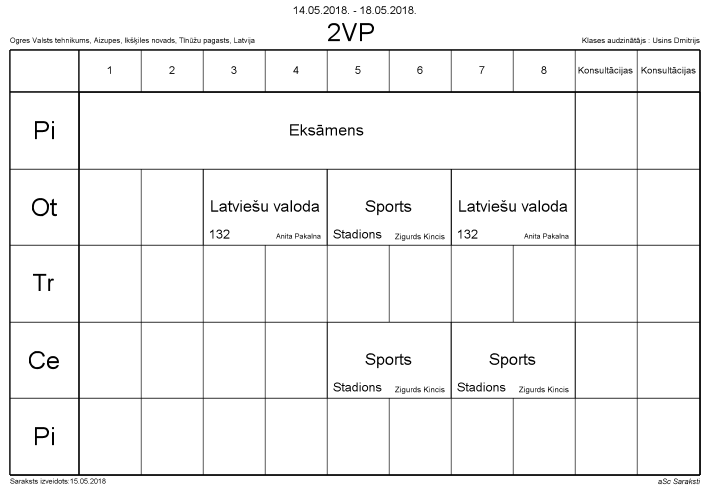 14.05.2018. - 18.05.2018.
Ogres Valsts tehnikums, Aizupes, Ikšķiles novads, Tīnūžu pagasts, Latvija
2VP
Klases audzinātājs : Usins Dmitrijs
1 2 3 4 5 6 7 8 Konsultācijas Konsultācijas
Pi
Eksāmens
Ot
Latviešu valoda Sports Latviešu valoda
132 Anita Pakalna Stadions Zigurds Kincis 132 Anita Pakalna
Tr
Ce
Sports Sports
Stadions Zigurds Kincis Stadions Zigurds Kincis
Pi
Saraksts izveidots:15.05.2018
aSc Saraksti